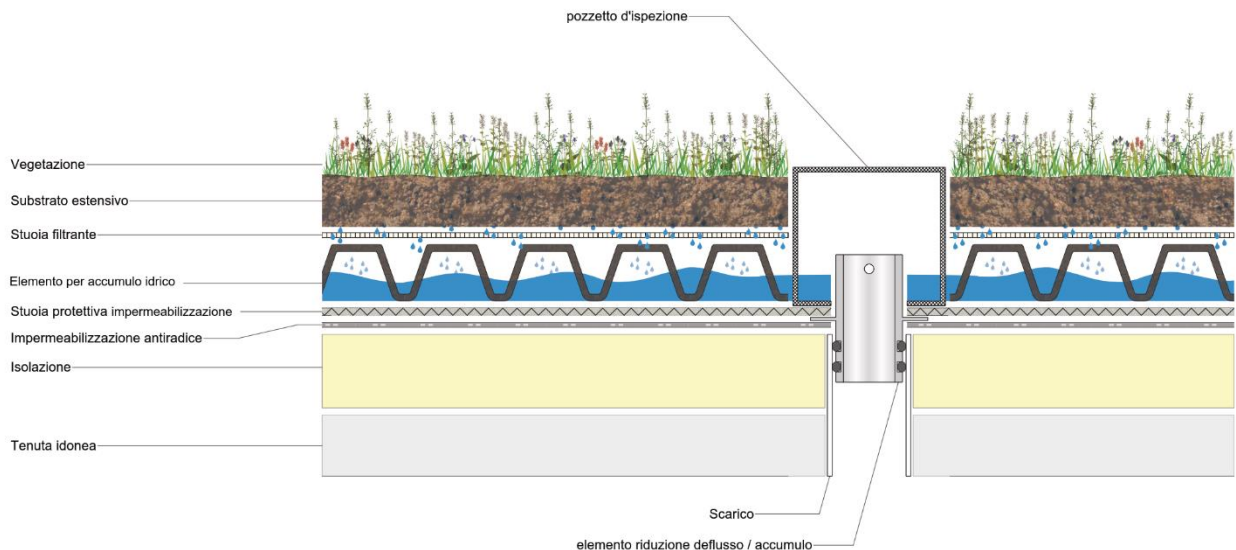 pozzetto d'ispezione
Vegetazione
Substrato estensivo
Stuoia filtrante
Elemento per accumulo idrico
Stuoia protettiva impermeabilizzazione
Impermeabilizzazione antiradice
Isolazione
Tenuta idonea
Scarico
elemento riduzione deflusso / accumulo